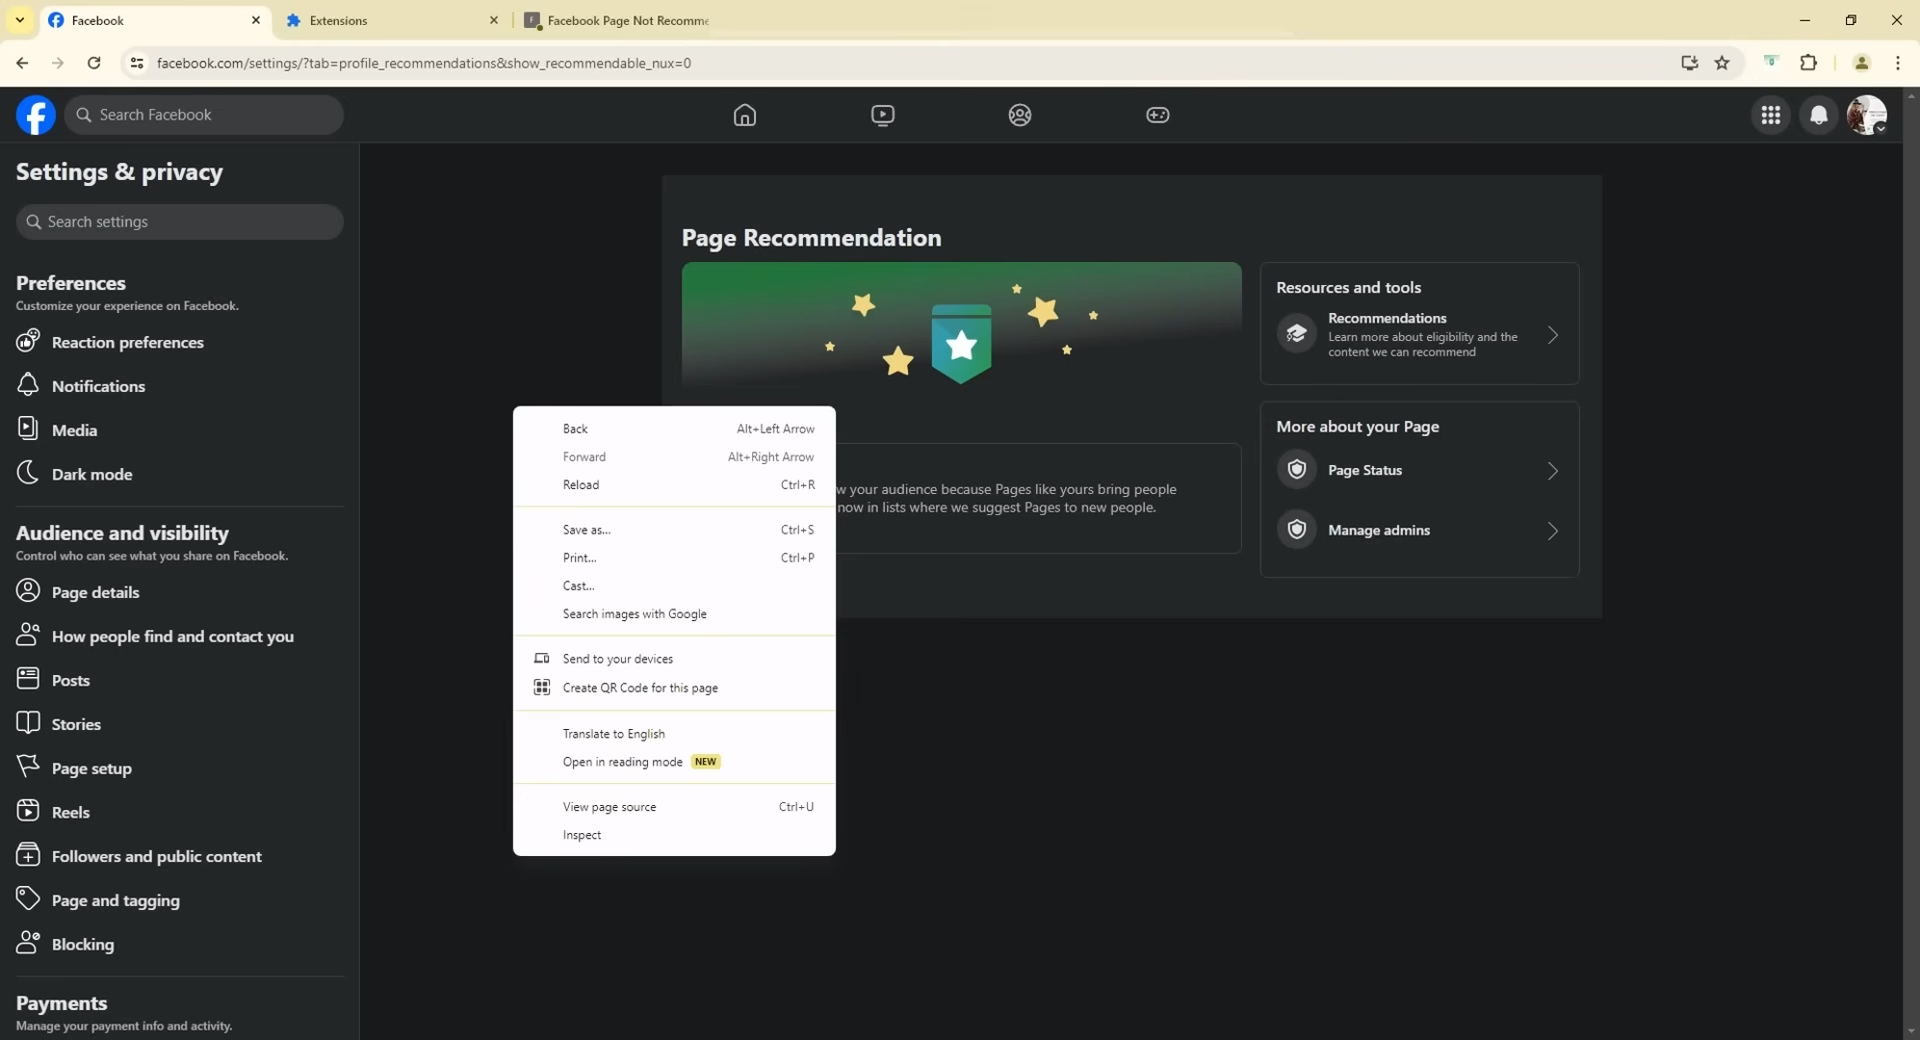 Facebook
Extensions
Facebook Page Not Recomme
facebook.com/settings/?tab=profile_recommendations&show_recommendable_nux=0
Search Facebook
Settings & privacy
Search settings
Preferences
Customize your experience on Facebook.
Reaction preferences
Notifications
Media
Dark mode
Audience and visibility
Control who can see what you share on Facebook.
Page details
How people find and contact you
Posts
Stories
Page setup
Reels
Followers and public content
Page and tagging
Blocking
Payments
Manage your payment info and activity.
Page Recommendation
w your audience because Pages like yours bring people
now in lists where we suggest Pages to new people.
Back Alt+Left Arrow
Forward Alt+Right Arrow
Reload Ctrl+R
Save as... Ctrl+S
Print... Ctrl+P
Cast...
Search images with Google
Send to your devices
Create QR Code for this page
Translate to English
Open in reading mode NEW
View page source Ctrl+U
Inspect
Resources and tools
Recommendations
Learn more about eligibility and the
content we can recommend
More about your Page
Page Status
Manage admins